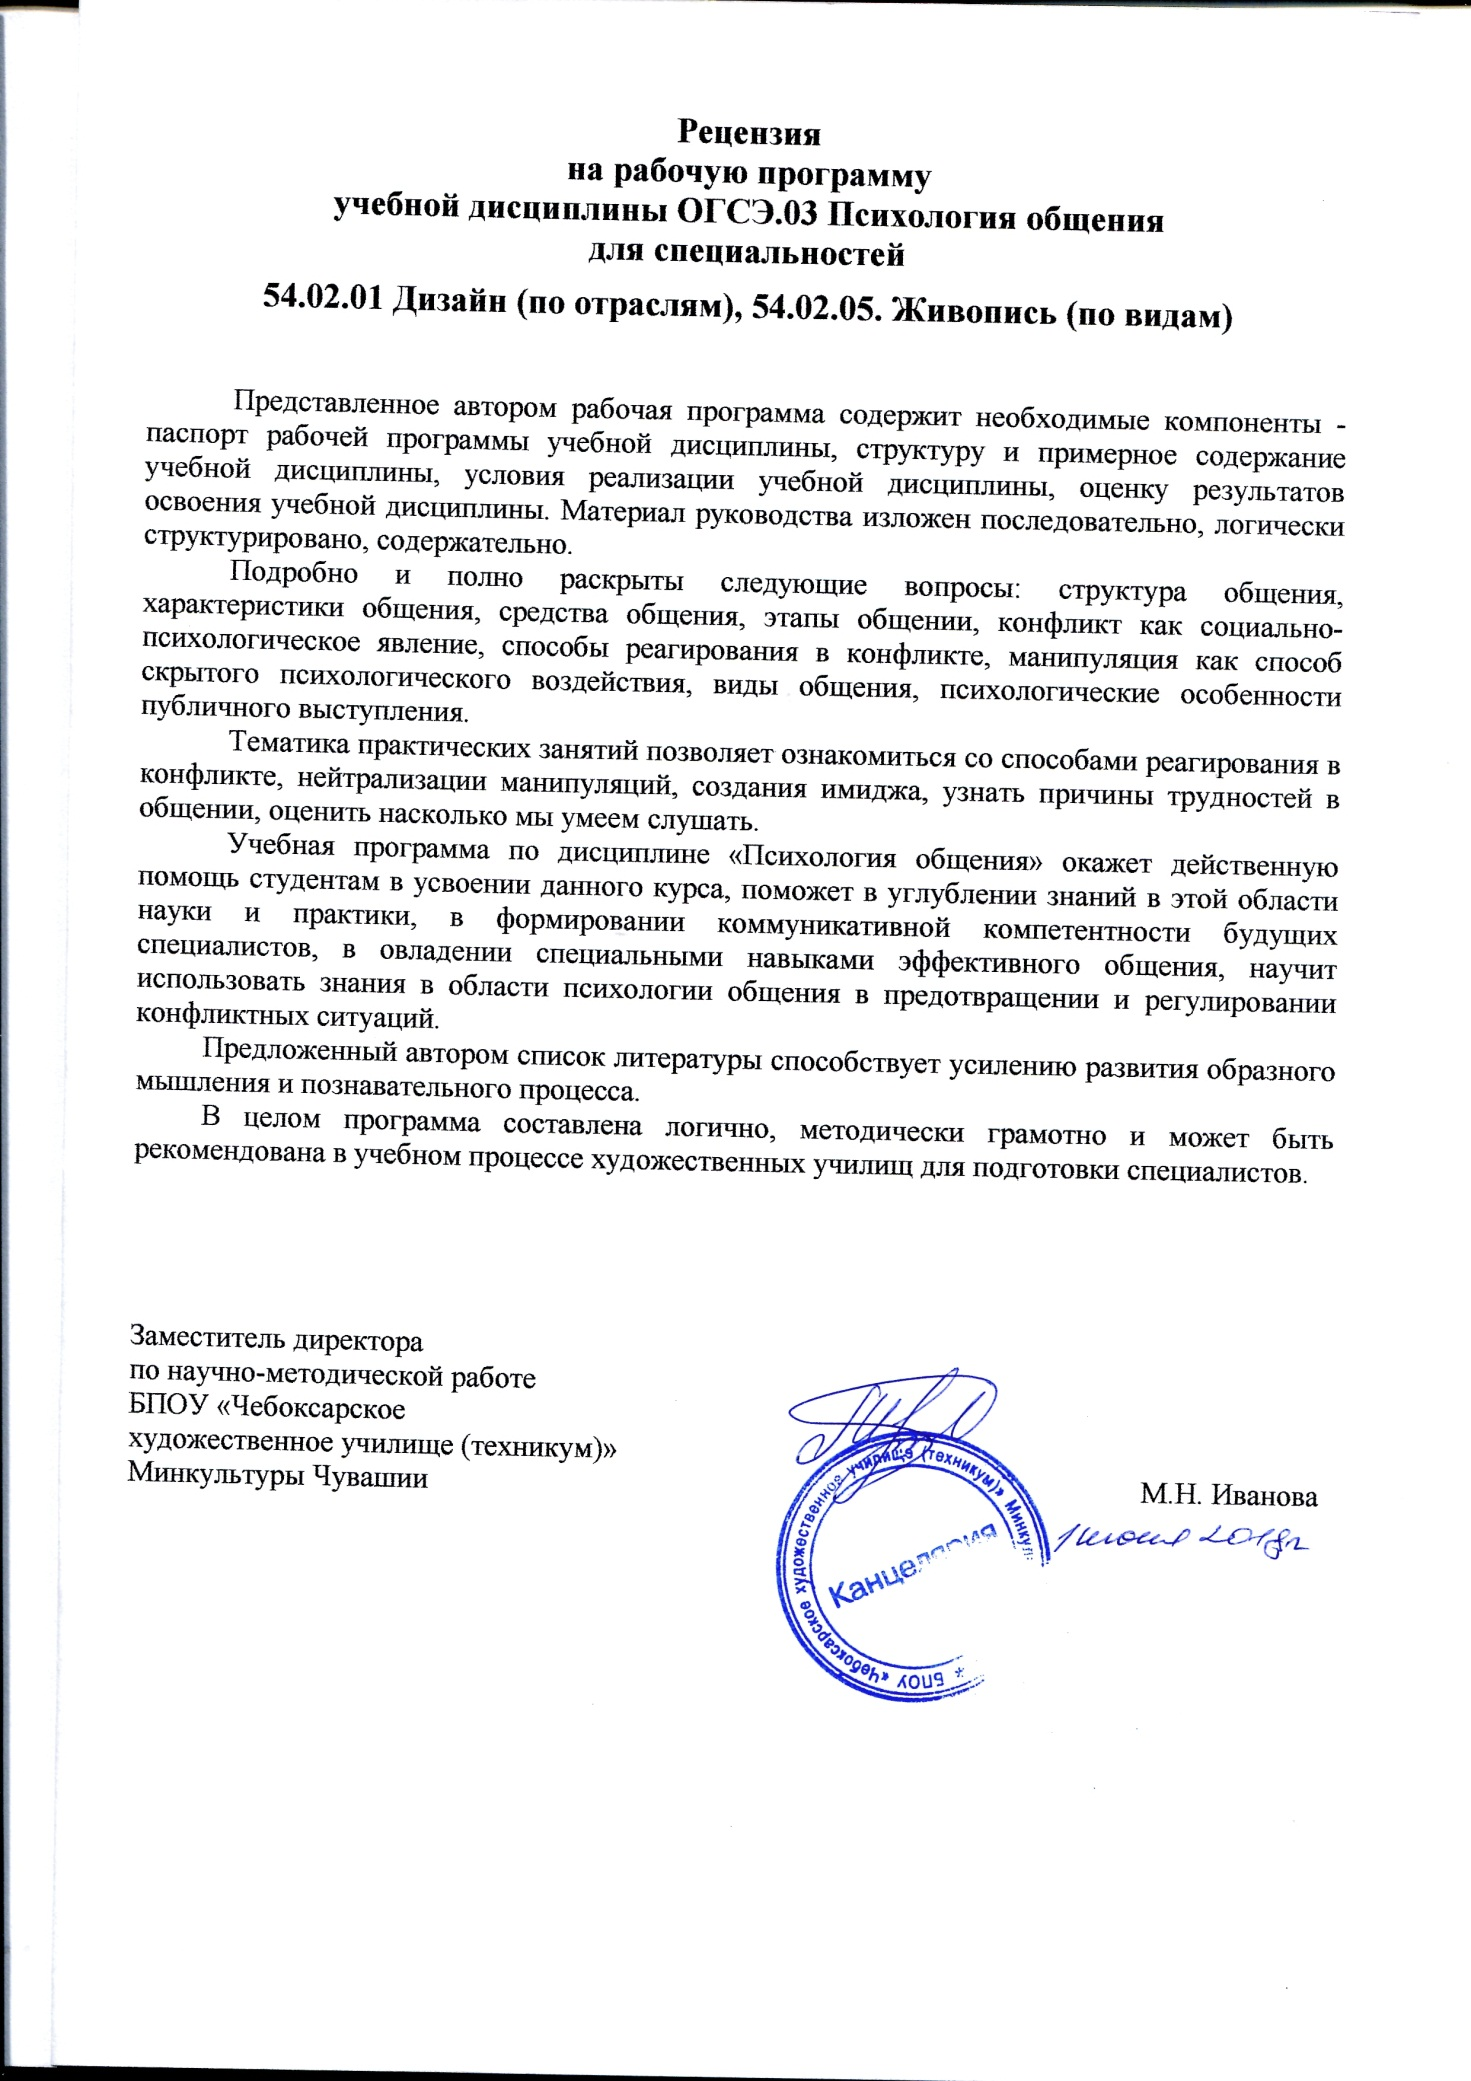 Рецензия
на рабочую программу
учебной дисциплины ОГСЭ.03 Психология общения
для специальностей
54.02.01 Дизайн (по отраслям), 54.02.05. Живопись (по видам)
Представленное автором рабочая программа содержит необходимые компоненты -
паспорт рабочей программы учебной дисциплины, структуру и примерное содержание
учебной дисциплины, условия реализации учебной дисциплины, оценку результатов
освоения учебной дисциплины. Материал руководства изложен последовательно, логически
структурировано, содержательно.
Подробно и полно раскрыты следующие вопросы: структура общения,
характеристики общения, средства общения, этапы общении, конфликт как социально-
психологическое явление, способы реагирования в конфликте, манипуляция как способ
скрытого психологического воздействия, виды общения, психологические особенности
публичного выступления.
Тематика практических занятий позволяет ознакомиться со способами реагирования в
конфликте, нейтрализации манипуляций, создания имиджа, узнать причины трудностей в
общении, оценить насколько мы умеем слушать.
Учебная программа по дисциплине «Психология общения» окажет действенную
помощь студентам в усвоении данного курса, поможет в углублении знаний в этой области
науки и практики, в формировании коммуникативной компетентности будущих
специалистов, в овладении специальными навыками эффективного общения, научит
использовать знания в области психологии общения в предотвращении и регулировании
конфликтных ситуаций.
Предложенный автором список литературы способствует усилению развития образного
мышления и познавательного процесса.
В целом программа составлена логично, методически грамотно и может быть
рекомендована в учебном процессе художественных училищ для подготовки специалистов.
Заместитель директора
по научно-методической работе
БПОУ «Чебоксарское
художественное училище (техникум)»
Минкультуры Чувашии
М.Н. Иванова
1 июня 2018г
* БПОУ «Чебоксарское художественное училище (техникум)» Минкул
Канцелярия